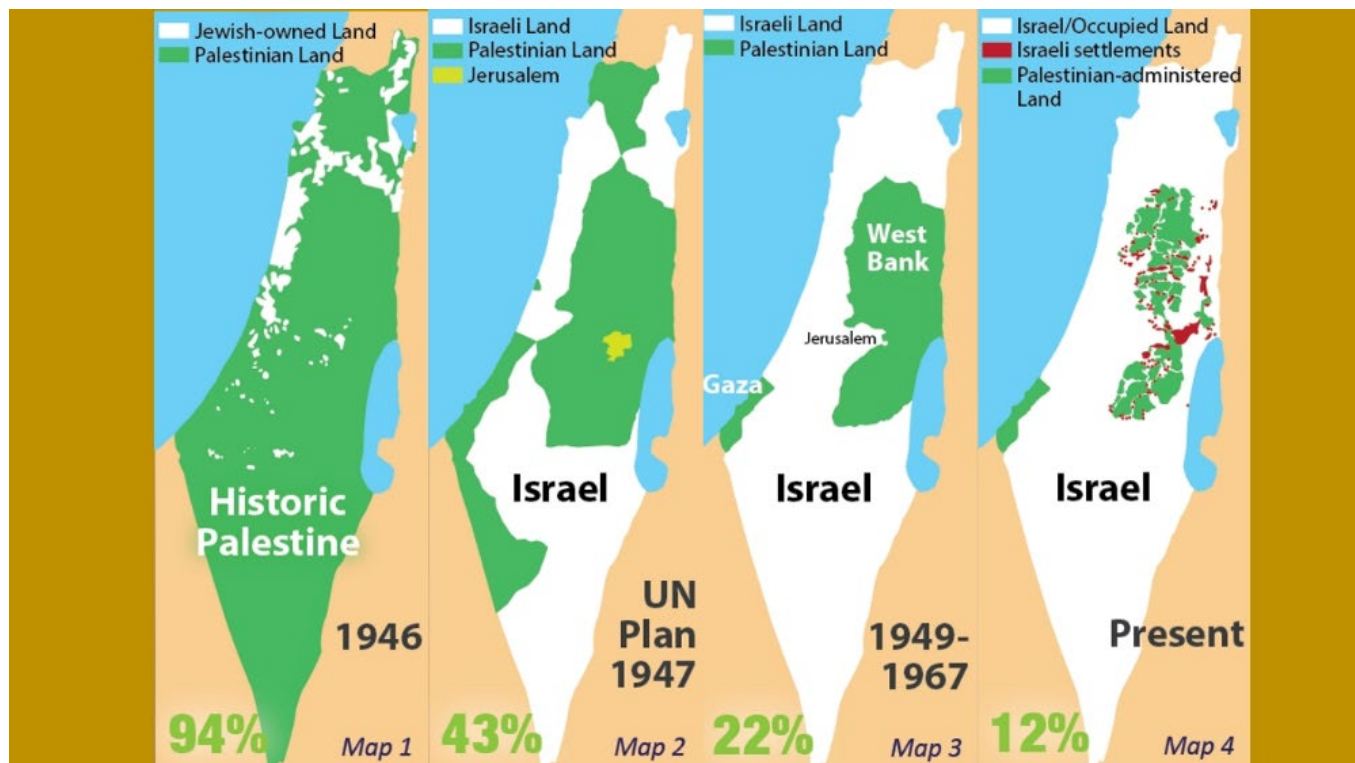 Jewish-owned Land
Palestinian Land
Historic
Palestine
1946
94%
Map 1
Israeli Land
Palestinian Land
Jerusalem
Israel
UN
Plan
1947
43%
Map 2
Israeli Land
Palestinian Land
West
Bank
Jerusalem
Gaza
Israel
1949-
1967
22%
Map 3
Israel/Occupied Land
Israeli settlements
Palestinian-administered
Land
Israel
Present
12%
Map 4